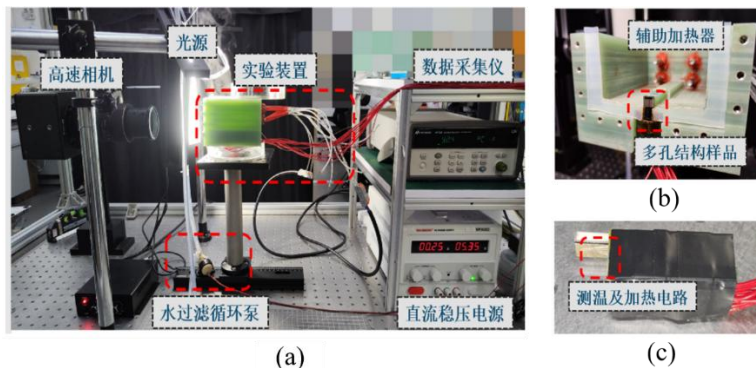 光源
高速相机
实验装置
数据采集仪
水过滤循环泵
直流稳压电源
(a)
辅助加热器
多孔结构样品
(b)
测温及加热电路
(c)